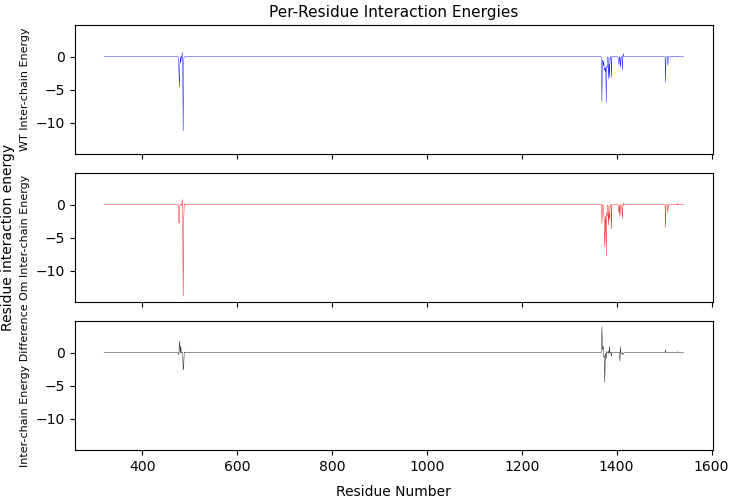 Per-Residue Interaction Energies
Residue interaction energy
WT Inter-chain Energy
0
−5
−10
Om Inter-chain Energy
0
−5
−10
Inter-chain Energy Difference
0
−5
−10
400
600
800
1000
1200
1400
1600
Residue Number